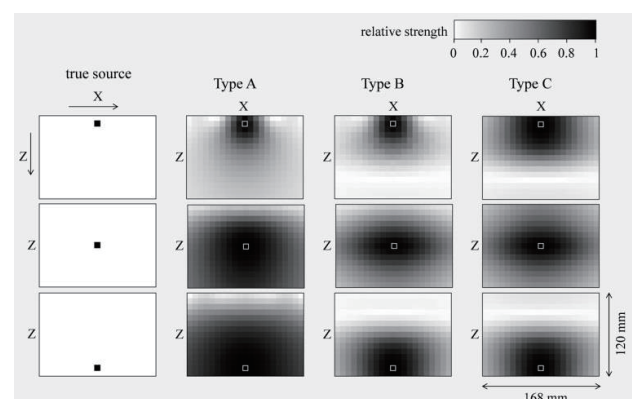 relative strength
0 0.2 0.4 0.6 0.8 1
true source
Type A
Type B
Type C
X
X
X
X
Z
Z
Z
Z
Z
Z
Z
Z
Z
Z
Z
Z
120 mm
168 mm